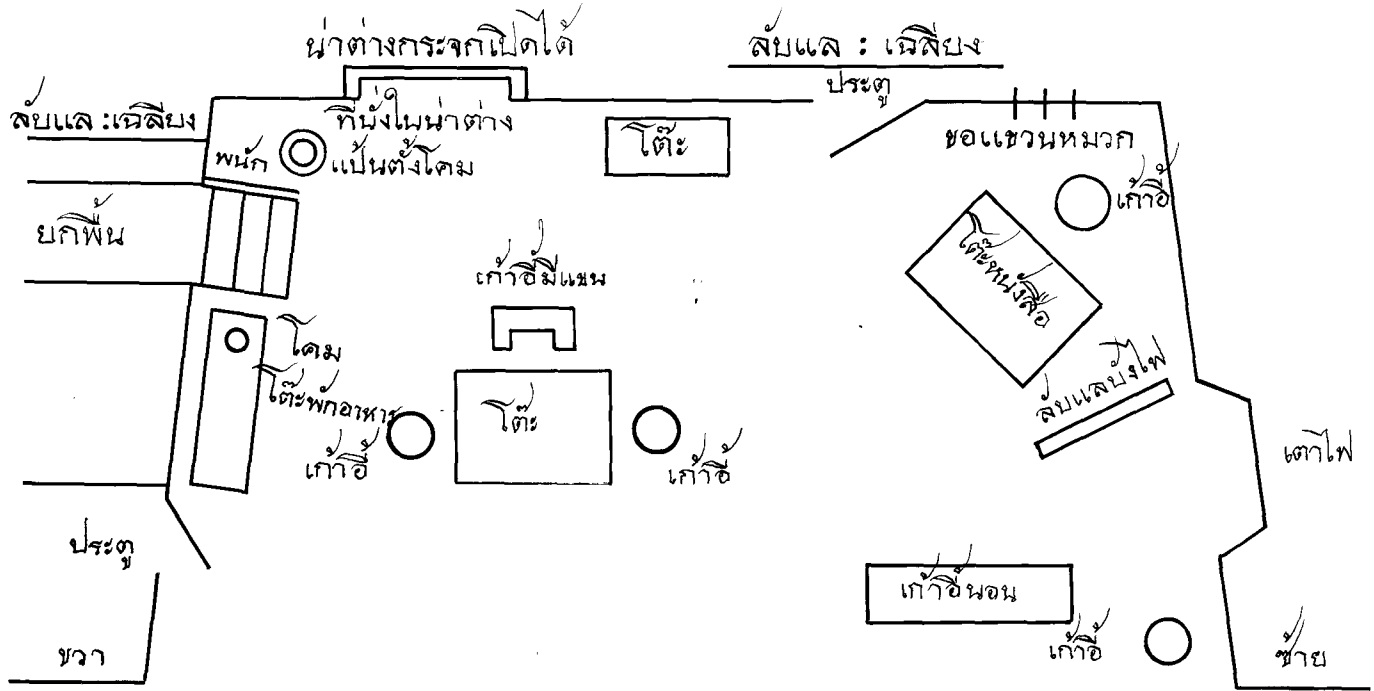 น่าต่างกระจกเปิดได้
ลับแล : เฉลียง
ประตู
ลับแล : เฉลียง
ที่นั่งในน่าต่าง
โต๊ะ
ขอแขวนหมวก
พนัก
แป้นตั้งโคม
เก้าอี้
ยกพื้น
โต๊ะหนังสือ
เก้าอี้มีแขน
โคม
ลับแลบังไฟ
โต๊ะพักอาหาร
โต๊ะ
เก้าอี้
เก้าอี้
เตาไฟ
ประตู
เก้าอี้นอน
ขวา
เก้าอี้
ซ้าย